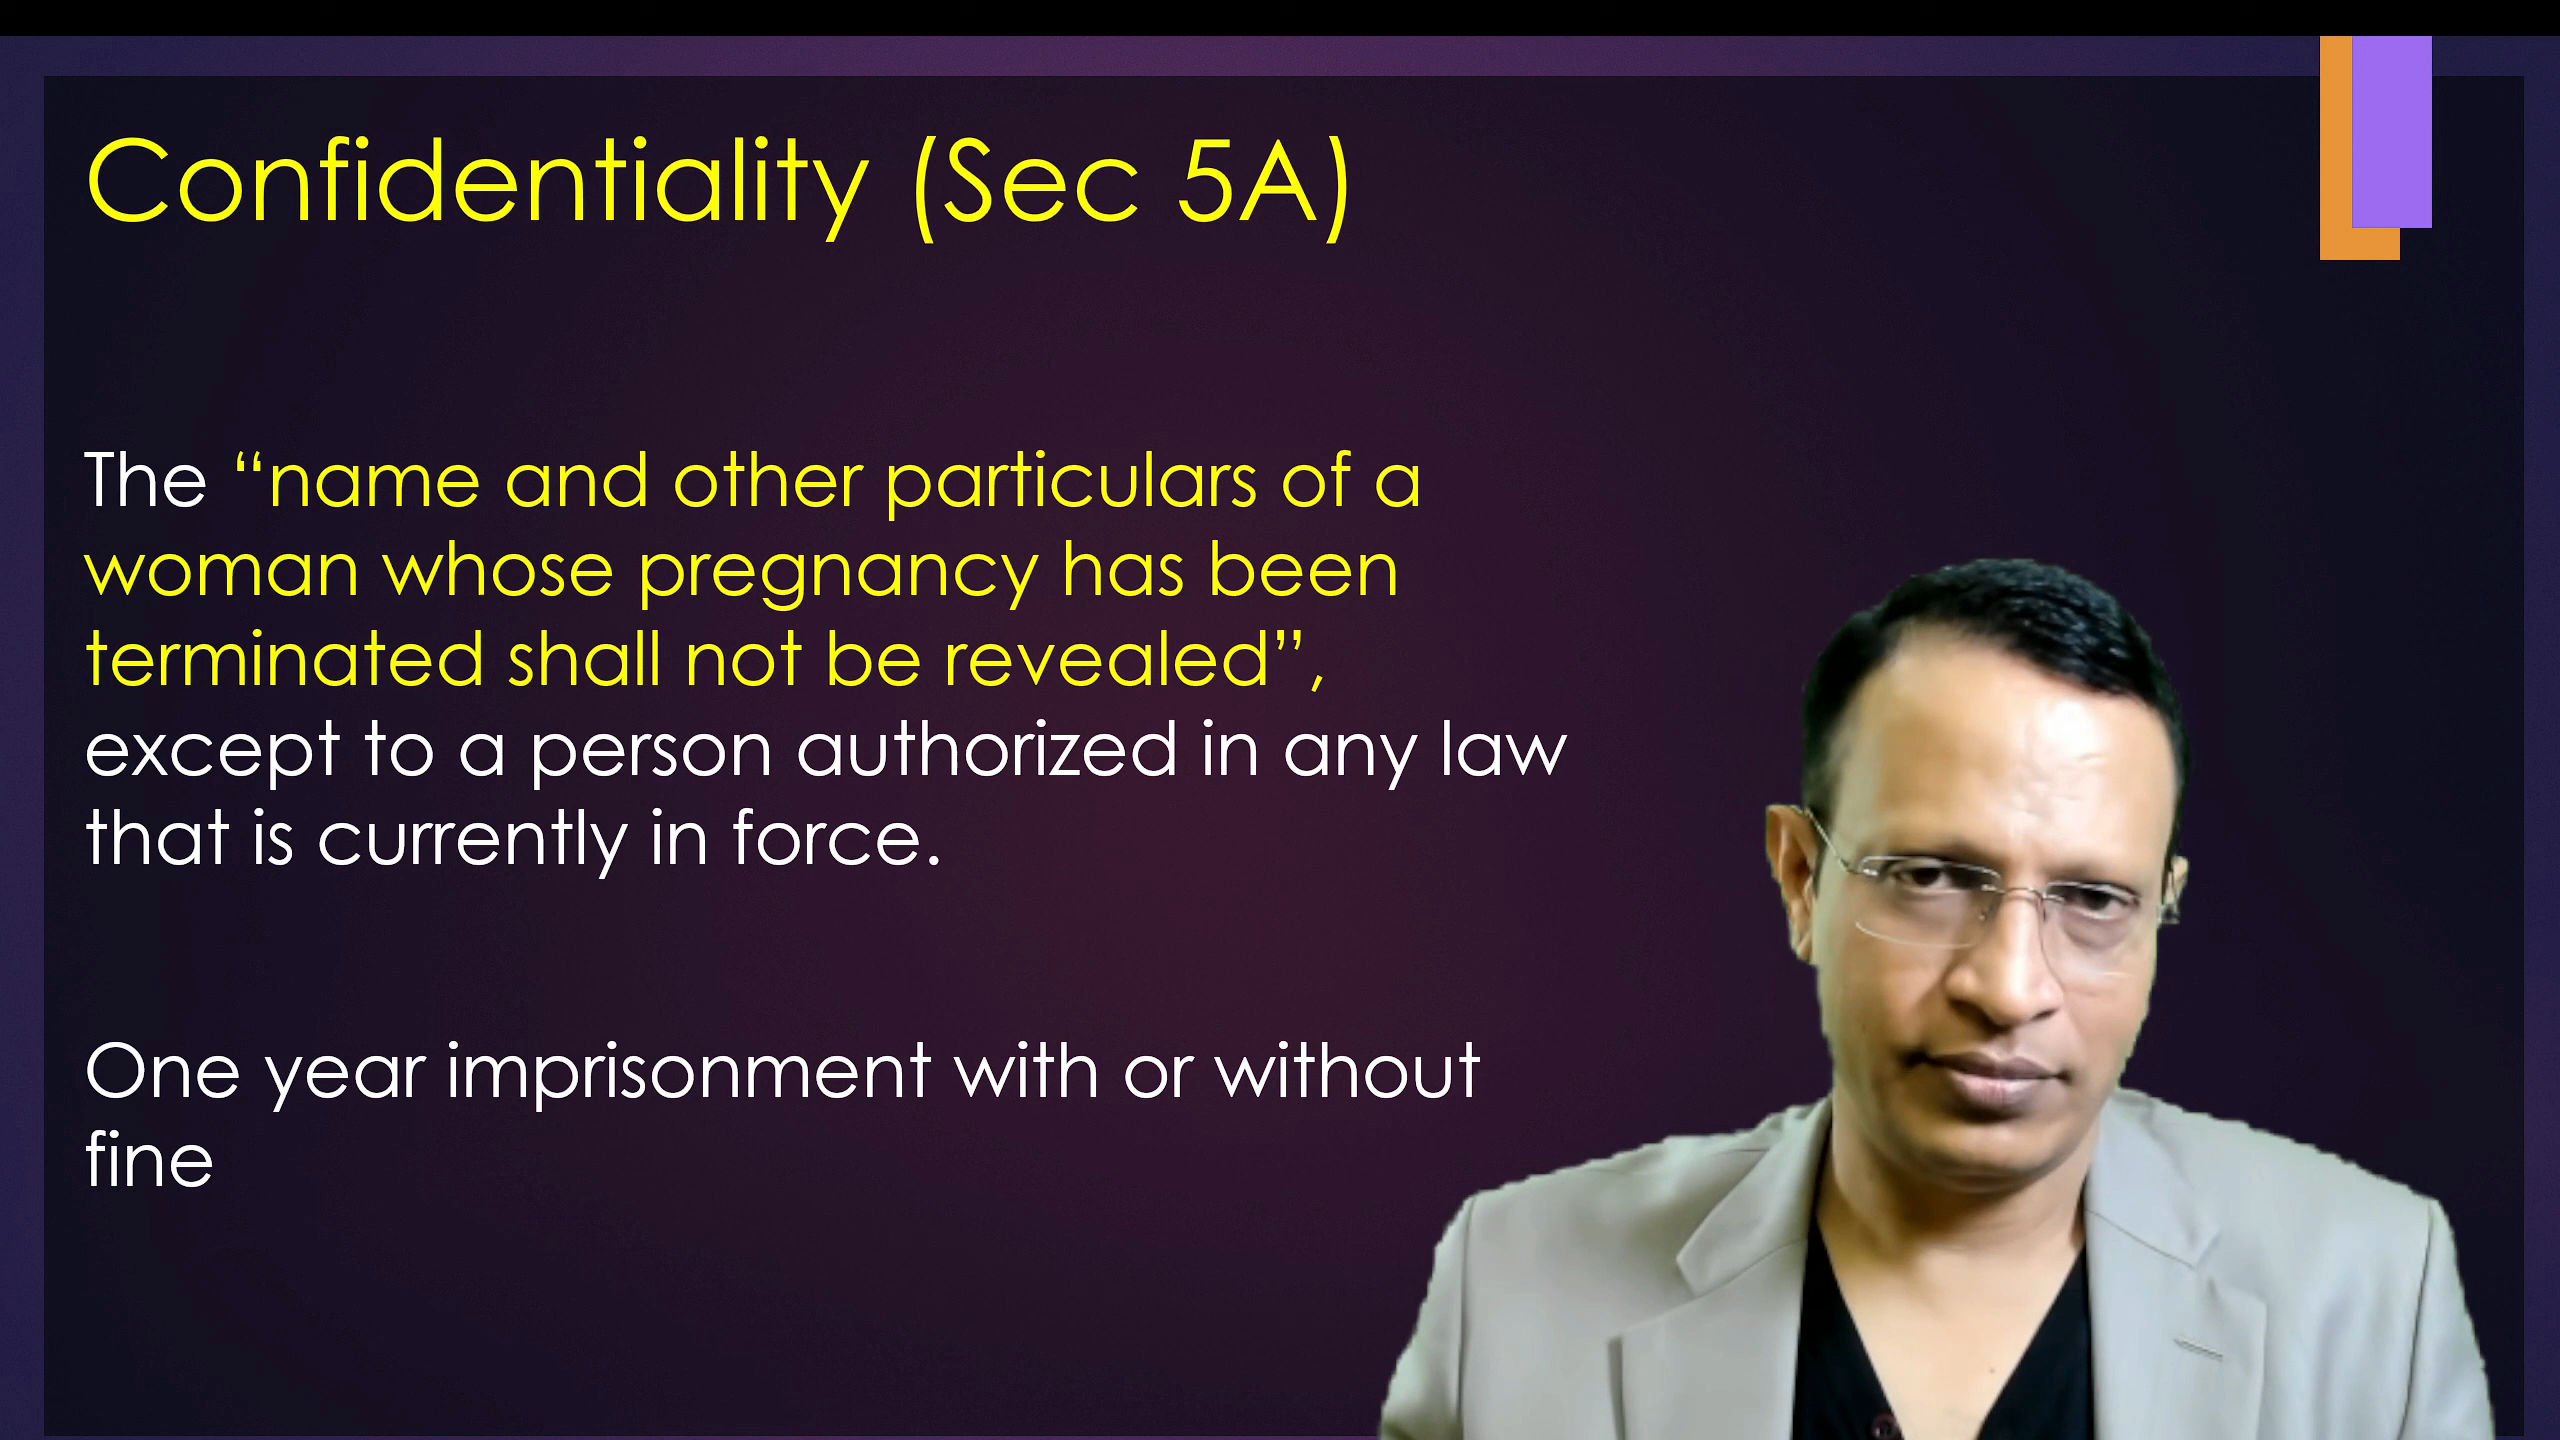 Confidentiality (Sec 5A)
The “name and other particulars of a
woman whose pregnancy has been
terminated shall not be revealed”,
except to a person authorized in any law
that is currently in force.
One year imprisonment with or without
fine